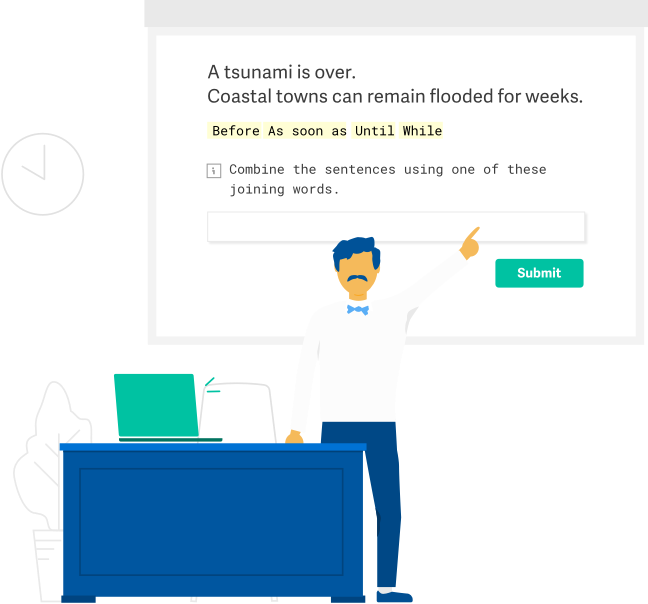 A tsunami is over.
Coastal towns can remain flooded for weeks.
Before As soon as Until While
Combine the sentences using one of these
joining words.
Submit